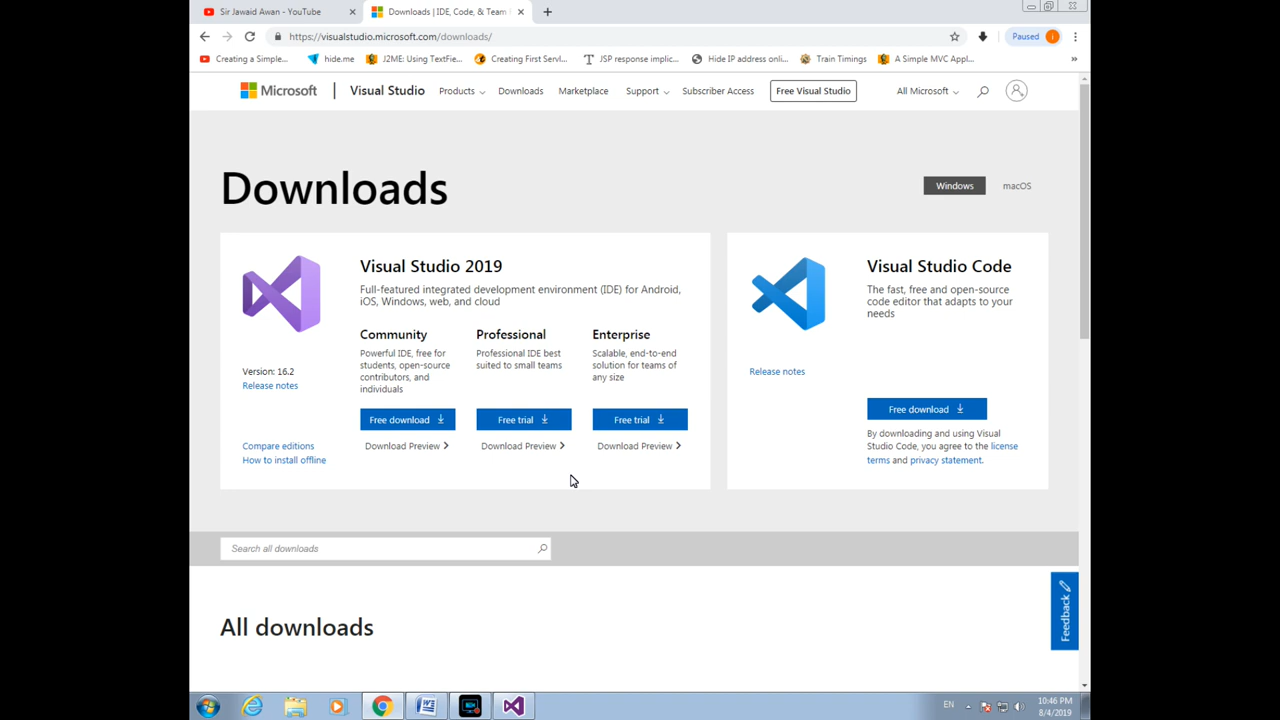 Sir Jawaid Awan - YouTube
Downloads | IDE, Code, & Team
https://visualstudio.microsoft.com/downloads/
Paused
Creating a Simple...
hide.me
J2ME: Using TextFie...
Creating First Servl...
JSP response implic...
Hide IP address onli...
Train Timings
A Simple MVC Appl...
Microsoft
Visual Studio
Products
Downloads
Marketplace
Support
Subscriber Access
Free Visual Studio
All Microsoft
Downloads
Windows
macOS
Visual Studio 2019
Full-featured integrated development environment (IDE) for Android,
iOS, Windows, web, and cloud
Version: 16.2
Release notes
Compare editions
How to install offline
Community
Powerful IDE, free for
students, open-source
contributors, and
individuals
Free download
Download Preview
Professional
Professional IDE best
suited to small teams
Free trial
Download Preview
Enterprise
Scalable, end-to-end
solution for teams of
any size
Free trial
Download Preview
Visual Studio Code
The fast, free and open-source
code editor that adapts to your
needs
Release notes
Free download
By downloading and using Visual
Studio Code, you agree to the license
terms and privacy statement.
Search all downloads
Feedback
All downloads
EN
10:46 PM
8/4/2019